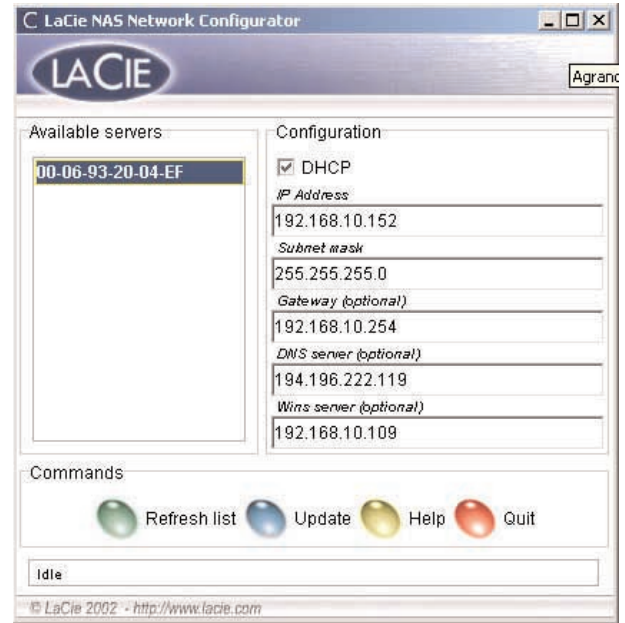 LaCie NAS Network Configurator
LACIE
Agrand
Available servers
00-06-93-20-04-EF
Configuration
DHCP
IP Address
192.168.10.152
Subnet mask
255.255.255.0
Gateway (optional)
192.168.10.254
DNS server (optional)
194.196.222.119
Wins server (optional)
192.168.10.109
Commands
Refresh list Update Help Quit
Idle
© LaCie 2002 - http://www.lacie.com